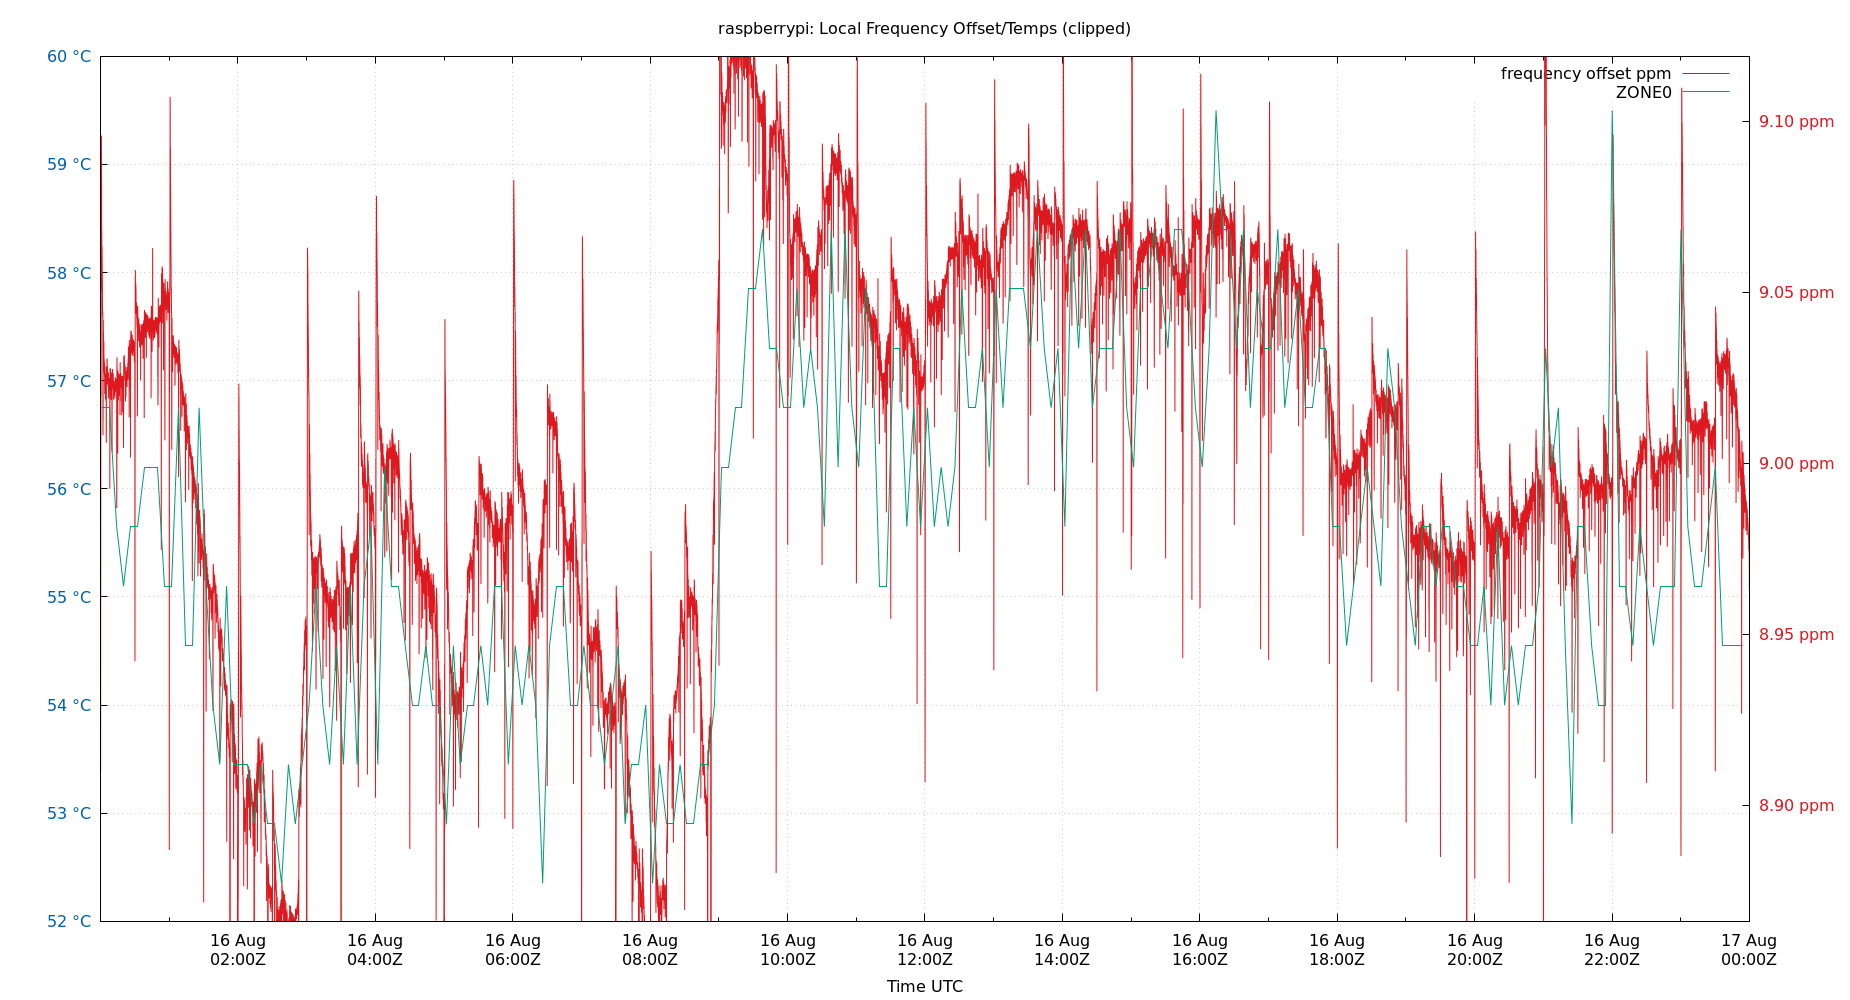 raspberrypi: Local Frequency Offset/Temps (clipped)
60 °C
59 °C
58 °C
57 °C
56 °C
55 °C
54 °C
53 °C
52 °C
frequency offset ppm
ZONE0
9.10 ppm
9.05 ppm
9.00 ppm
8.95 ppm
8.90 ppm
16 Aug 16 Aug 16 Aug 16 Aug 16 Aug 16 Aug 16 Aug 16 Aug 16 Aug 16 Aug 16 Aug 17 Aug
02:00Z 04:00Z 06:00Z 08:00Z 10:00Z 12:00Z 14:00Z 16:00Z 18:00Z 20:00Z 22:00Z 00:00Z
Time UTC